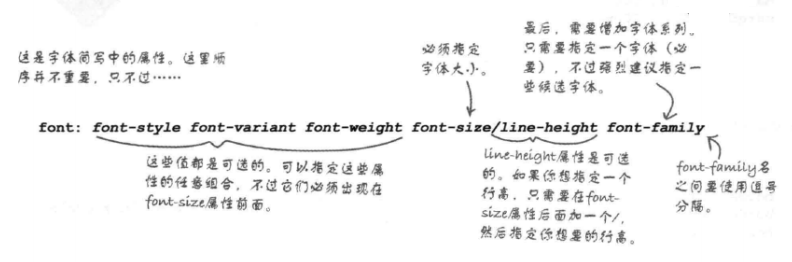 这是字体简写中的属性。这里顺
序并不重要，只不过……
必须指定
字体大小。
最后，需要增加字体系列。
只需要指定一个字体（必
要），不过强烈建议指定一
些候选字体。
font: font-style font-variant font-weight font-size/line-height font-family
这些值都是可选的。可以指定这些属
性的任意组合，不过它们必须出现在
font-size属性前面。
line-height属性是可选
的。如果你想指定一个
行高，只需要在font-
size属性后面加一个/，
然后指定你想要的行高。
font-family名
之间要使用逗号
分隔。